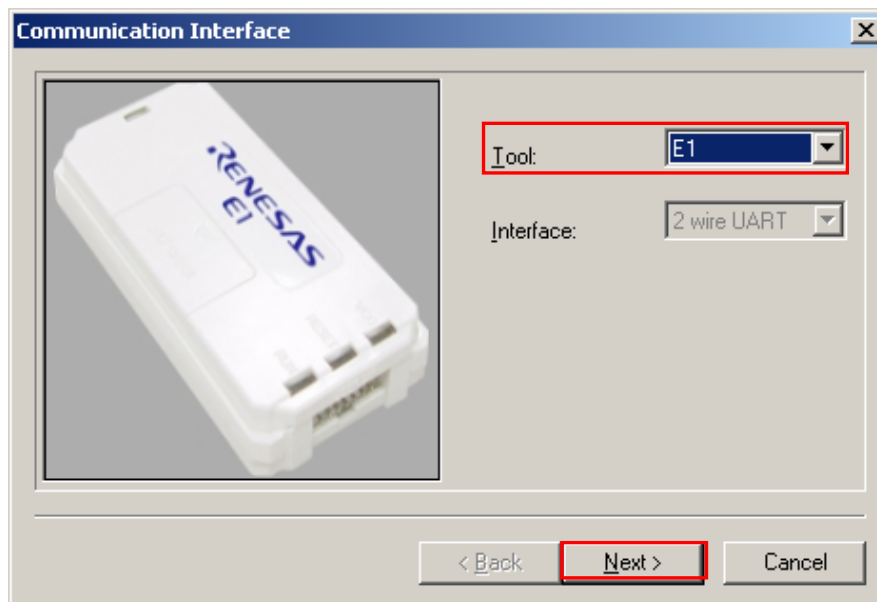 Communication Interface
RENESAS
E1
Tool:
E1
Interface:
2 wire UART
< Back
Next >
Cancel